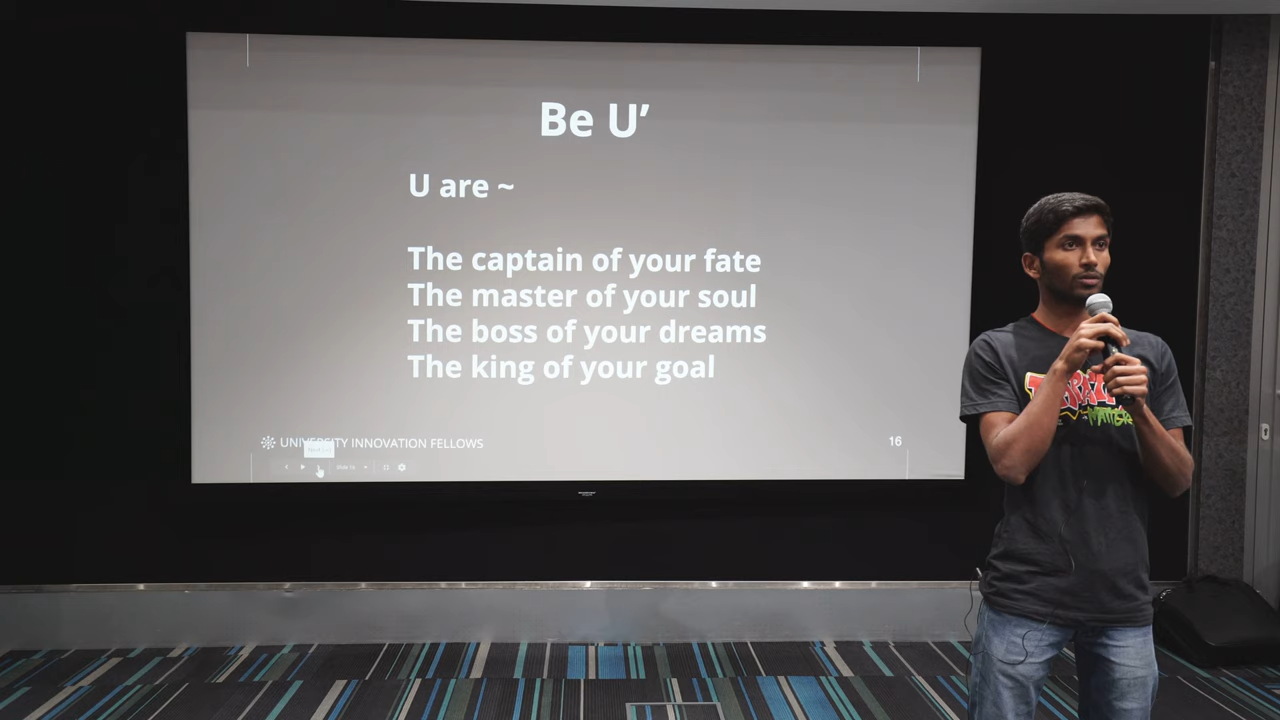 Be U’
U are ~
The captain of your fate
The master of your soul
The boss of your dreams
The king of your goal
UNIVERSITY INNOVATION FELLOWS
16
MATTERS